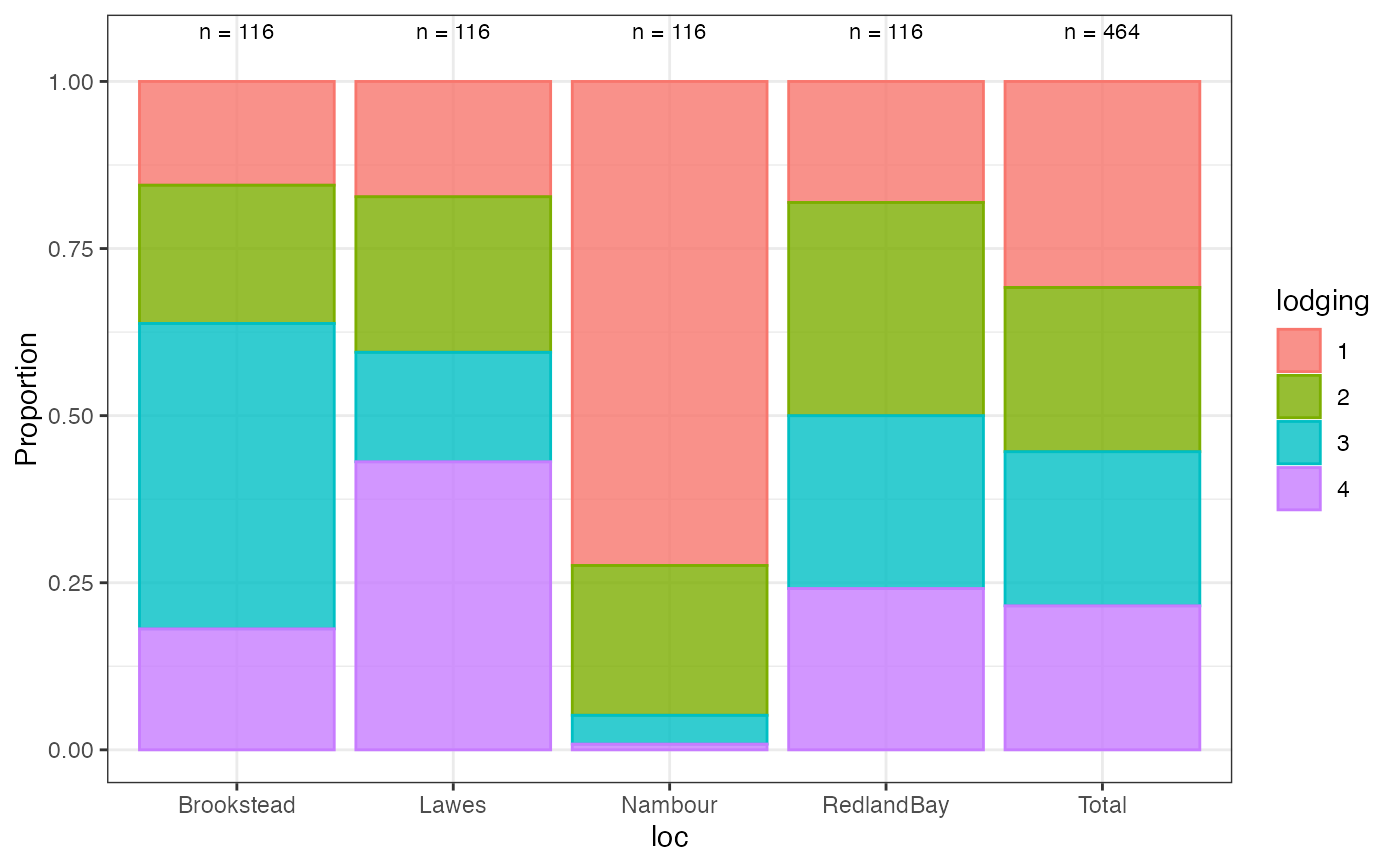 n = 116 n = 116 n = 116 n = 116 n = 464
1.00
0.75
0.50
0.25
0.00
Proportion
Brookstead Lawes Nambour RedlandBay Total
loc
lodging
1
2
3
4